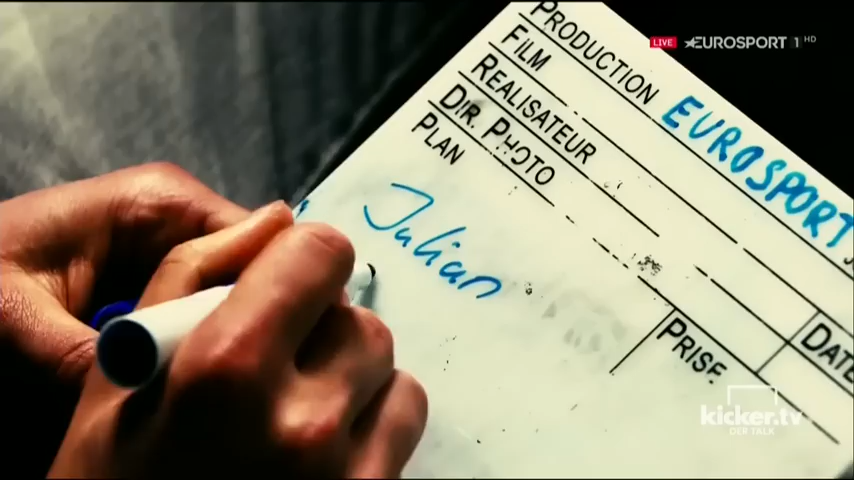 LIVE EUROSPORT 1 HD
PRODUCTION EUROSPORT
FILM
REALISATEUR
DIR. PHOTO
PLAN
Julian
PRISE
DATE
kicker.tv
DER TALK